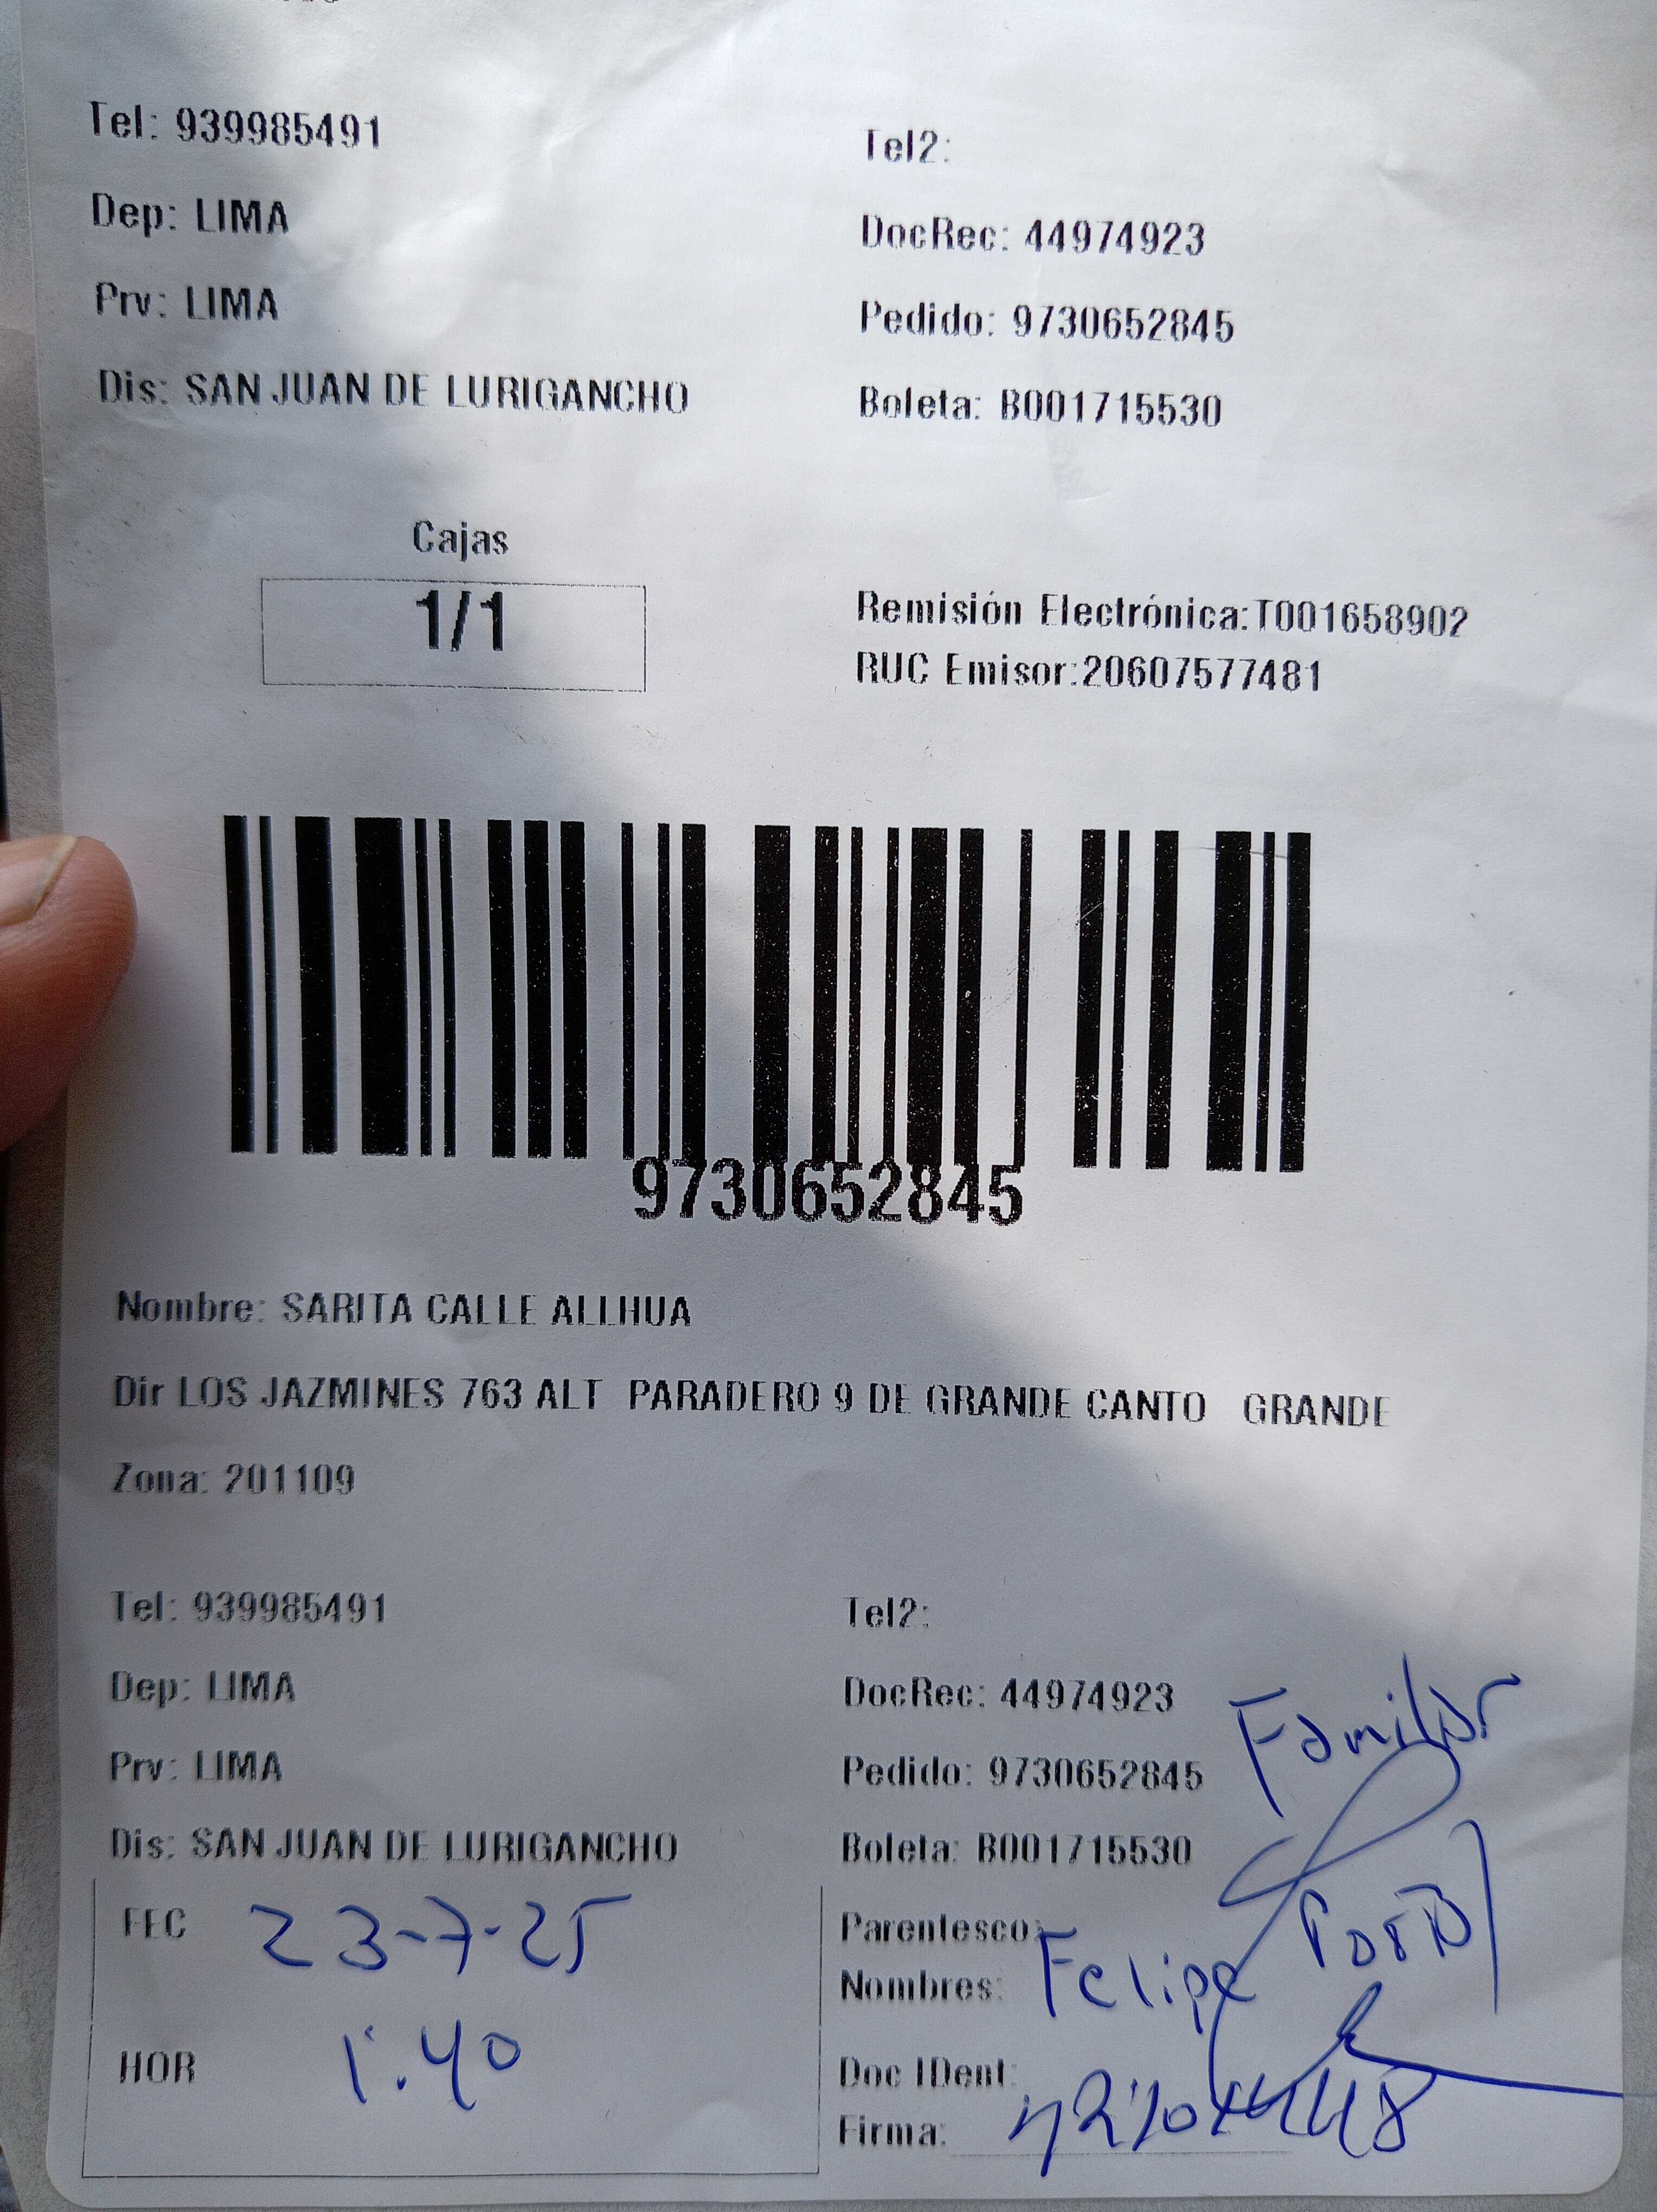 Tel: 939985491
Tel2:
Dep: LIMA
DocRec: 44974923
Prv: LIMA
Pedido: 9730652845
Dis: SAN JUAN DE LURIGANCHO
Boleta: B001715530
Cajas
1/1
Remisión Electrónica:T001658902
RUC Emisor:20607577481
9730652845
Nombre: SARITA CALLE ALLHUA
Dir LOS JAZMINES 763 ALT PARADERO 9 DE GRANDE CANTO GRANDE
Zona: 201109
Tel: 939985491
Tel2:
Dep: LIMA
DocRec: 44974923
Familiar
Prv: LIMA
Pedido: 9730652845
Dis: SAN JUAN DE LURIGANCHO
Boleta: B001715530
FEC 23-7-25
Parentesco:
Nombres: Felipe
HOR 1:40
Doc IDent:
Firma: